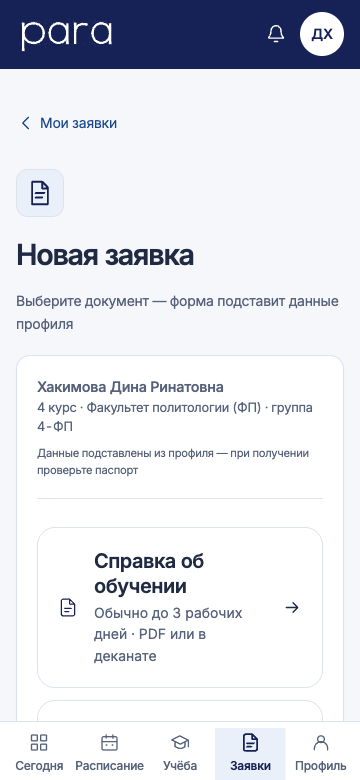 para
ДХ
Мои заявки
Новая заявка
Выберите документ — форма подставит данные
профиля
Хакимова Дина Ринатовна
4 курс · Факультет политологии (ФП) · группа
4-ФП
Данные подставлены из профиля — при получении
проверьте паспорт
Справка об
обучении
Обычно до 3 рабочих
дней · PDF или в
деканате
Сегодня
Расписание
Учёба
Заявки
Профиль